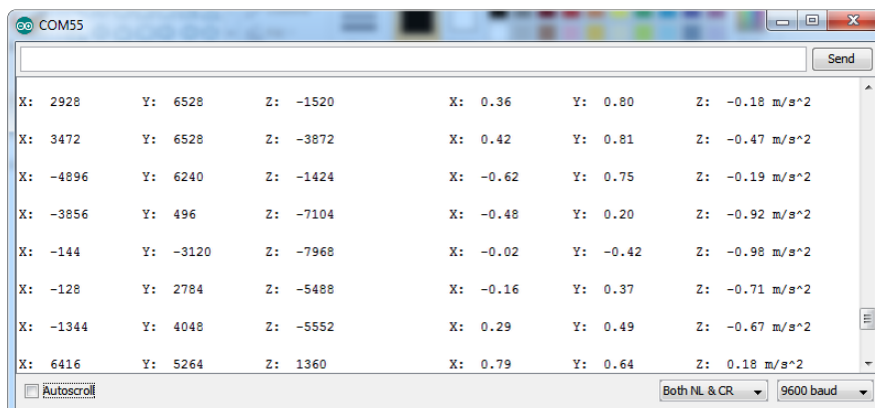 COM55
Send
X: 2928 Y: 6528 Z: -1520 X: 0.36 Y: 0.80 Z: -0.18 m/s^2
X: 3472 Y: 6528 Z: -3872 X: 0.42 Y: 0.81 Z: -0.47 m/s^2
X: -4896 Y: 6240 Z: -1424 X: -0.62 Y: 0.75 Z: -0.19 m/s^2
X: -3856 Y: 496 Z: -7104 X: -0.48 Y: 0.20 Z: -0.92 m/s^2
X: -144 Y: -3120 Z: -7968 X: -0.02 Y: -0.42 Z: -0.98 m/s^2
X: -128 Y: 2784 Z: -5488 X: -0.16 Y: 0.37 Z: -0.71 m/s^2
X: -1344 Y: 4048 Z: -5552 X: 0.29 Y: 0.49 Z: -0.67 m/s^2
X: 6416 Y: 5264 Z: 1360 X: 0.79 Y: 0.64 Z: 0.18 m/s^2
Autoscroll Both NL & CR 9600 baud